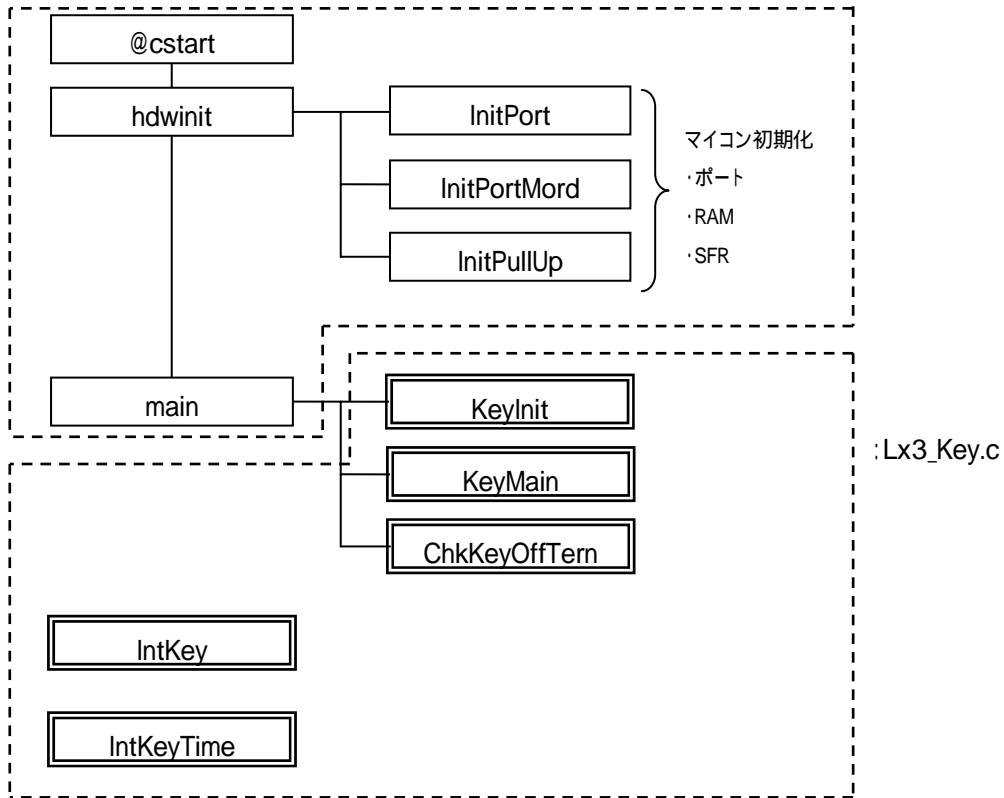 @cstart
hdwinit
InitPort
InitPortMord
InitPullUp
マイコン初期化
・ポート
・RAM
・SFR
main
KeyInit
KeyMain
ChkKeyOffTern
:Lx3_Key.c
IntKey
IntKeyTime